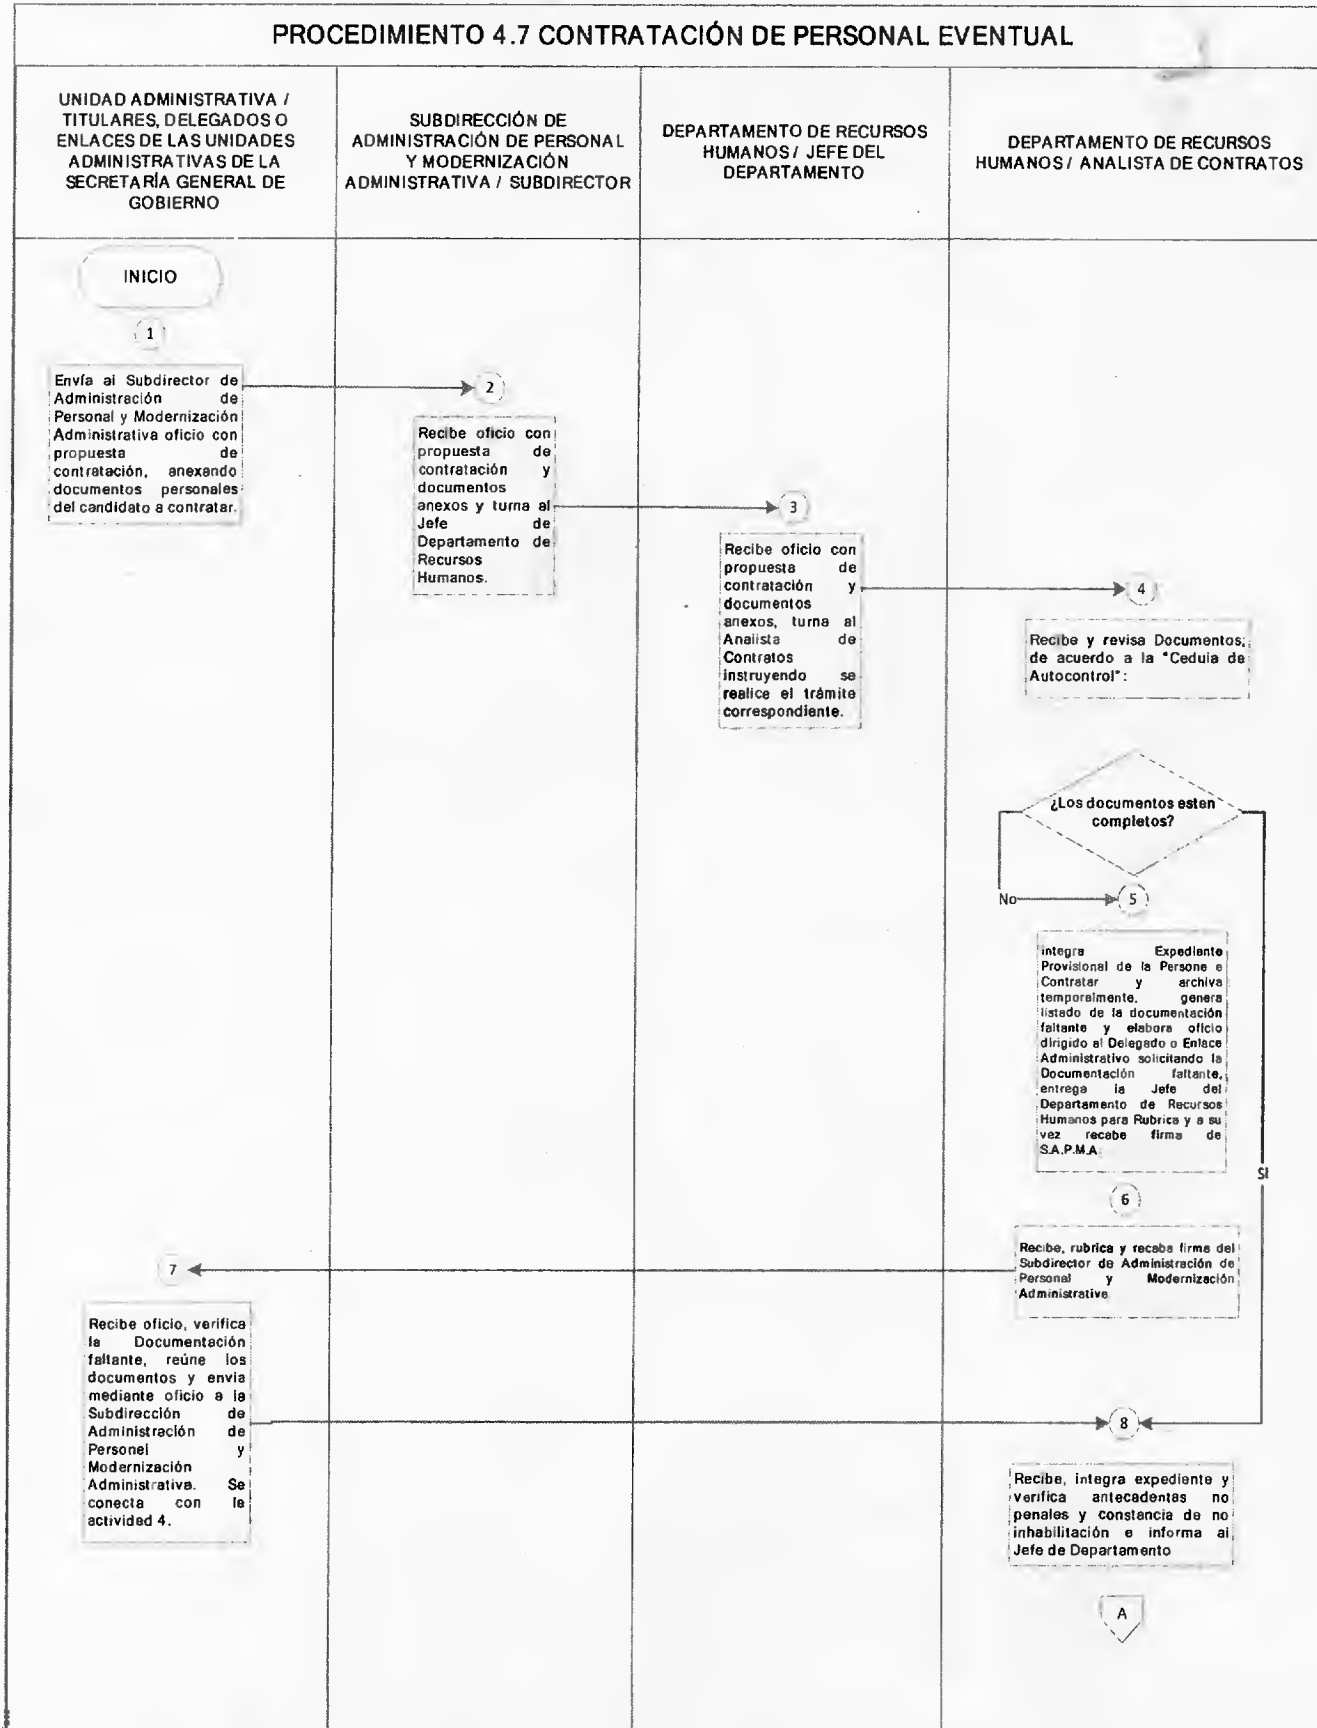 PROCEDIMIENTO 4.7 CONTRATACIÓN DE PERSONAL EVENTUAL
UNIDAD ADMINISTRATIVA /
TITULARES, DELEGADOS O
ENLACES DE LAS UNIDADES
ADMINISTRATIVAS DE LA
SECRETARÍA GENERAL DE
GOBIERNO
SUBDIRECCIÓN DE
ADMINISTRACIÓN DE PERSONAL
Y MODERNIZACIÓN
ADMINISTRATIVA / SUBDIRECTOR
DEPARTAMENTO DE RECURSOS
HUMANOS / JEFE DEL
DEPARTAMENTO
DEPARTAMENTO DE RECURSOS
HUMANOS / ANALISTA DE CONTRATOS
INICIO
1
Envía al Subdirector de
Administración de
Personal y Modernización
Administrativa oficio con
propuesta de
contratación, anexando
documentos personales
del candidato a contratar.
2
Recibe oficio con
propuesta de
contratación y
documentos
anexos y turna al
Jefe de
Departamento de
Recursos
Humanos.
3
Recibe oficio con
propuesta de
contratación y
documentos
anexos, turna al
Analista de
Contratos
instruyendo se
realice el trámite
correspondiente.
4
Recibe y revisa Documentos,
de acuerdo a la "Cedula de
Autocontrol":
¿Los documentos esten
completos?
No
5
integra Expediente
Provisional de la Persone e
Contratar y archiva
temporalmente, genera
listado de la documentación
faltante y elabora oficio
dirigido al Delegado o Enlace
Administrativo solicitando la
Documentación faltante,
entrega la Jefe del
Departamento de Recursos
Humanos para Rubrica y a su
vez recabe firma de
S.A.P.M.A.
SI
6
Recibe, rubrica y recaba firma del
Subdirector de Administración de
Personal y Modernización
Administrative
7
Recibe oficio, verifica
la Documentación
faltante, reúne los
documentos y envia
mediante oficio a la
Subdirección de
Administración de
Personel y
Modernización
Administrativa. Se
conecta con la
actividad 4.
8
Recibe, integra expediente y
verifica antecedentes no
penales y constancia de no
inhabilitación e informa al
Jefe de Departamento
A